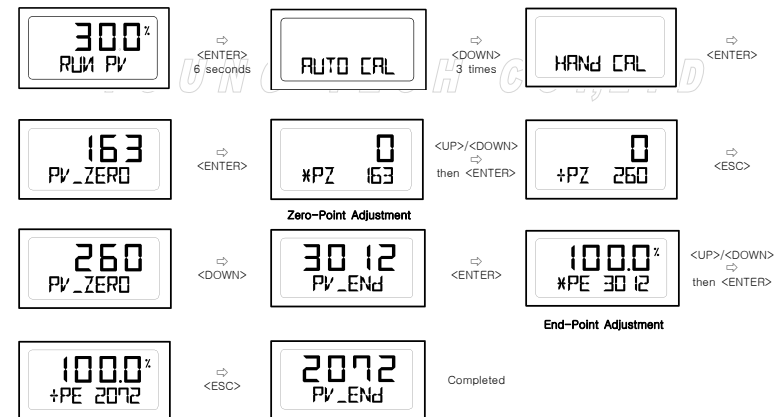 300%
RUN PV
⇨
<ENTER>
6 seconds
AUTO CAL
⇨
<DOWN>
3 times
HANd CAL
⇨
<ENTER>
163
PV_ZERO
⇨
<ENTER>
0
*PZ 163
Zero-Point Adjustment
<UP>/<DOWN>
⇨
then <ENTER>
0
÷PZ 260
⇨
<ESC>
260
PV_ZERO
⇨
<DOWN>
3012
PV_ENd
⇨
<ENTER>
100.0%
*PE 3012
End-Point Adjustment
<UP>/<DOWN>
⇨
then <ENTER>
100.0%
÷PE 2072
⇨
<ESC>
2072
PV_ENd
Completed